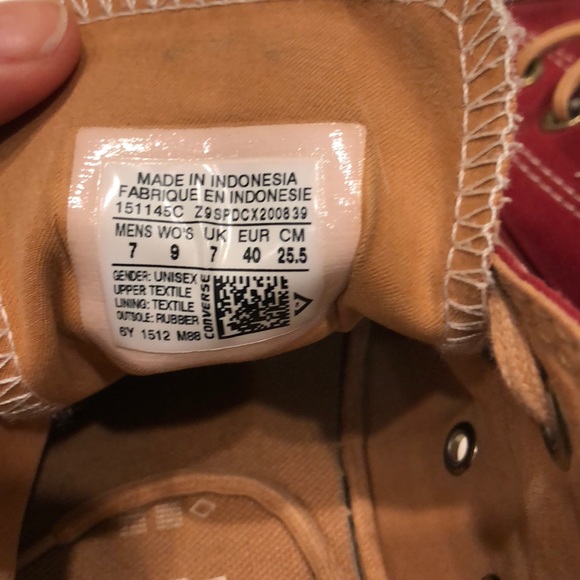 MADE IN INDONESIA
FABRIQUE EN INDONESIE
151145C Z9SPDCX200839
MENS WO'S UK EUR CM
7 9 7 40 25.5
GENDER: UNISEX
UPPER TEXTILE
LINING: TEXTILE
OUTSOLE: RUBBER
6Y 1512 M88
CONVERSE